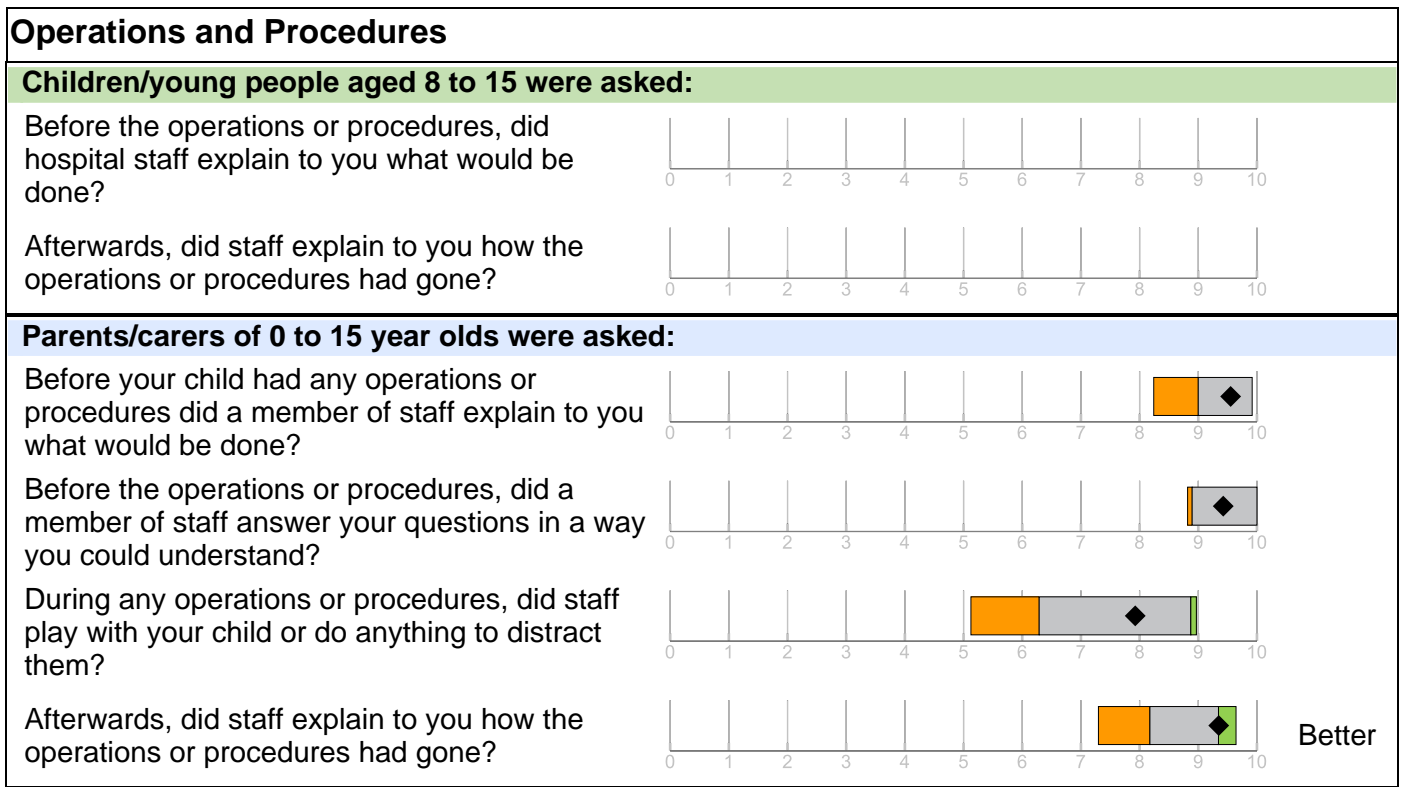 Operations and Procedures
Children/young people aged 8 to 15 were asked:
Before the operations or procedures, did
hospital staff explain to you what would be
done?
0 1 2 3 4 5 6 7 8 9 10
Afterwards, did staff explain to you how the
operations or procedures had gone?
0 1 2 3 4 5 6 7 8 9 10
Parents/carers of 0 to 15 year olds were asked:
Before your child had any operations or
procedures did a member of staff explain to you
what would be done?
0 1 2 3 4 5 6 7 8 9 10
Before the operations or procedures, did a
member of staff answer your questions in a way
you could understand?
0 1 2 3 4 5 6 7 8 9 10
During any operations or procedures, did staff
play with your child or do anything to distract
them?
0 1 2 3 4 5 6 7 8 9 10
Afterwards, did staff explain to you how the
operations or procedures had gone?
Better
0 1 2 3 4 5 6 7 8 9 10